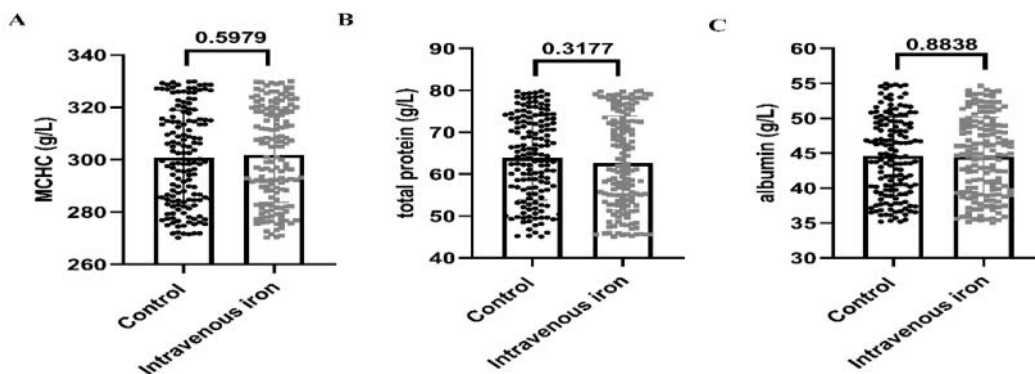 A
MCHC (g/L)
0.5979
340
320
300
280
260
Control
Intravenous iron
B
total protein (g/L)
0.3177
90
80
70
60
50
40
Control
Intravenous iron
C
albumin (g/L)
0.8838
60
55
50
45
40
35
30
Control
Intravenous iron